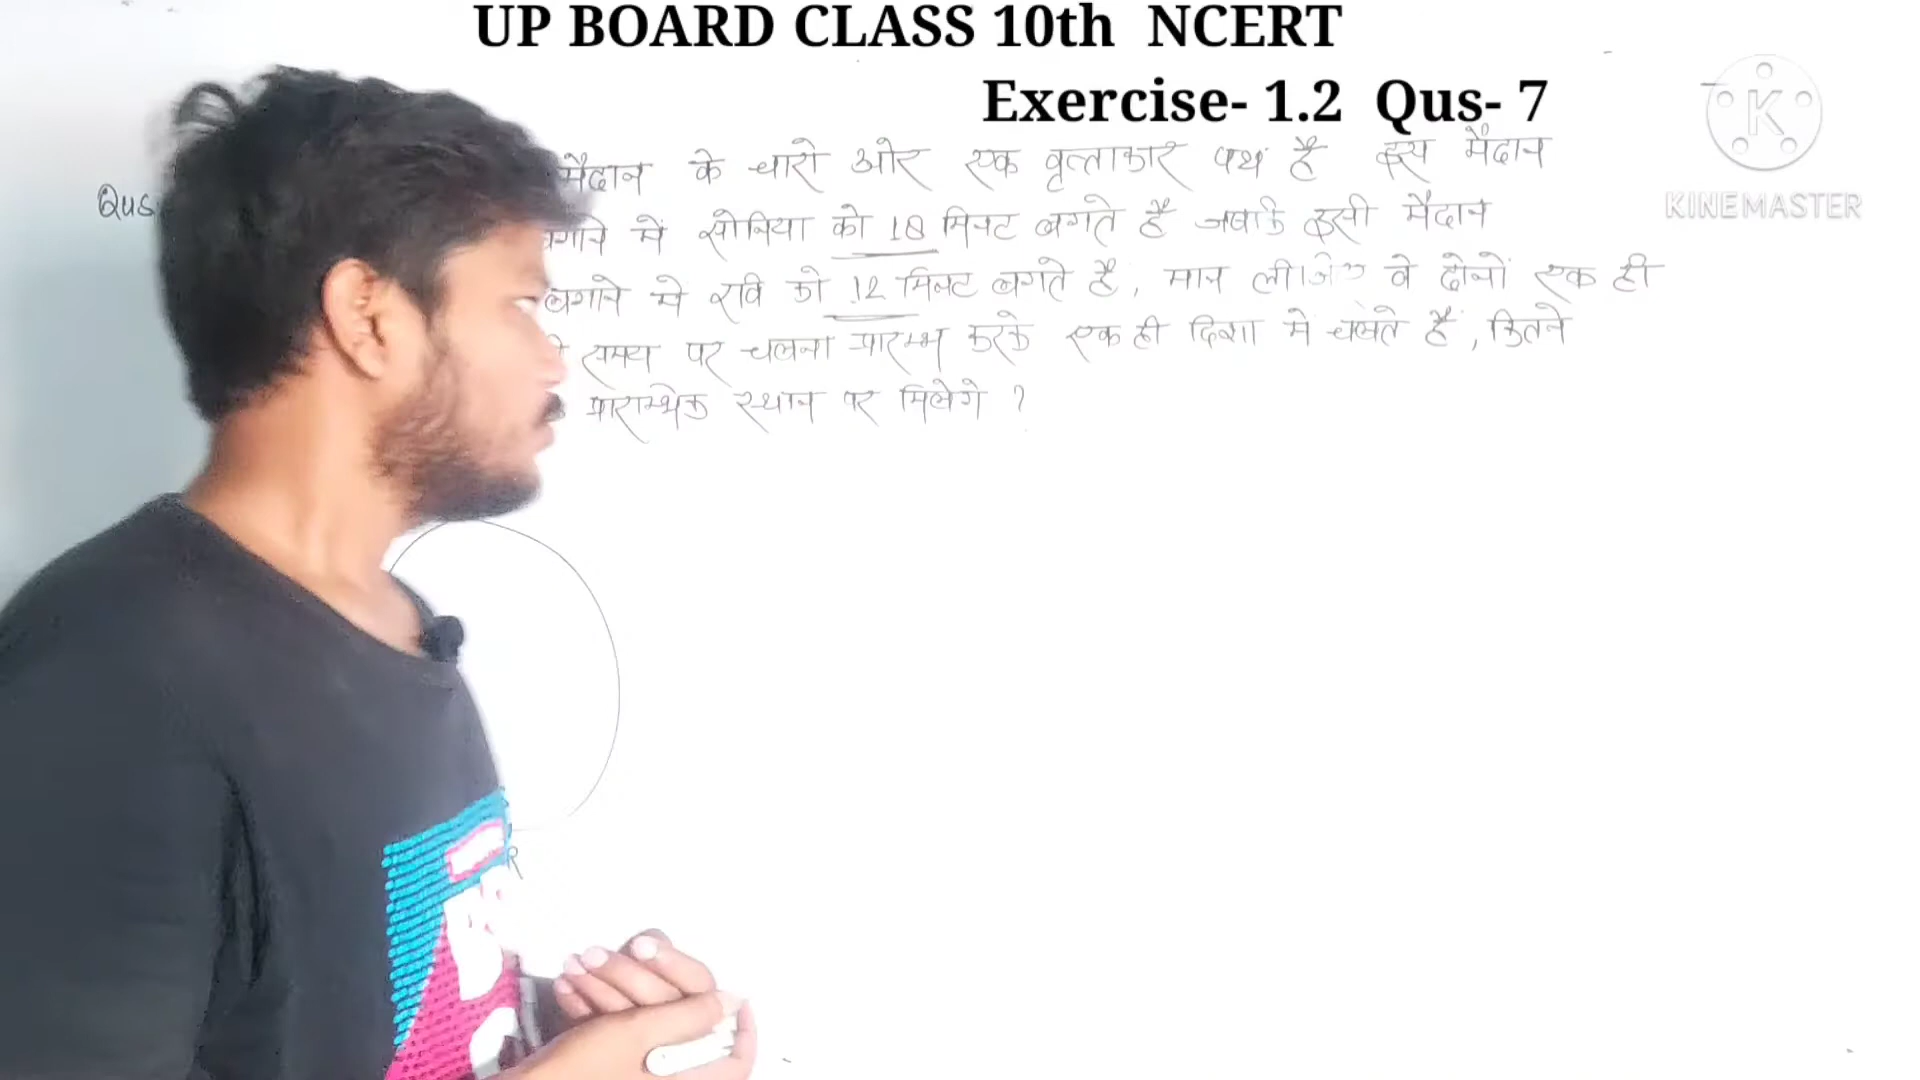 UP BOARD CLASS 10th NCERT
Exercise- 1.2 Qus- 7
KINEMASTER
Qus
मैदान के चारो ओर एक वृत्ताकार पथ है इस मैदान
में सोनिया को 18 मिनट लगते है जबकि इसी मैदान
लगाने मे रवि को 12 मिनट लगते है, मान लीजिए वे दोनों एक ही
समय पर चलना प्रारम्भ करके एक ही दिशा मे चलते है, कितने
प्रारम्भिक स्थान पर मिलेगे ?
R